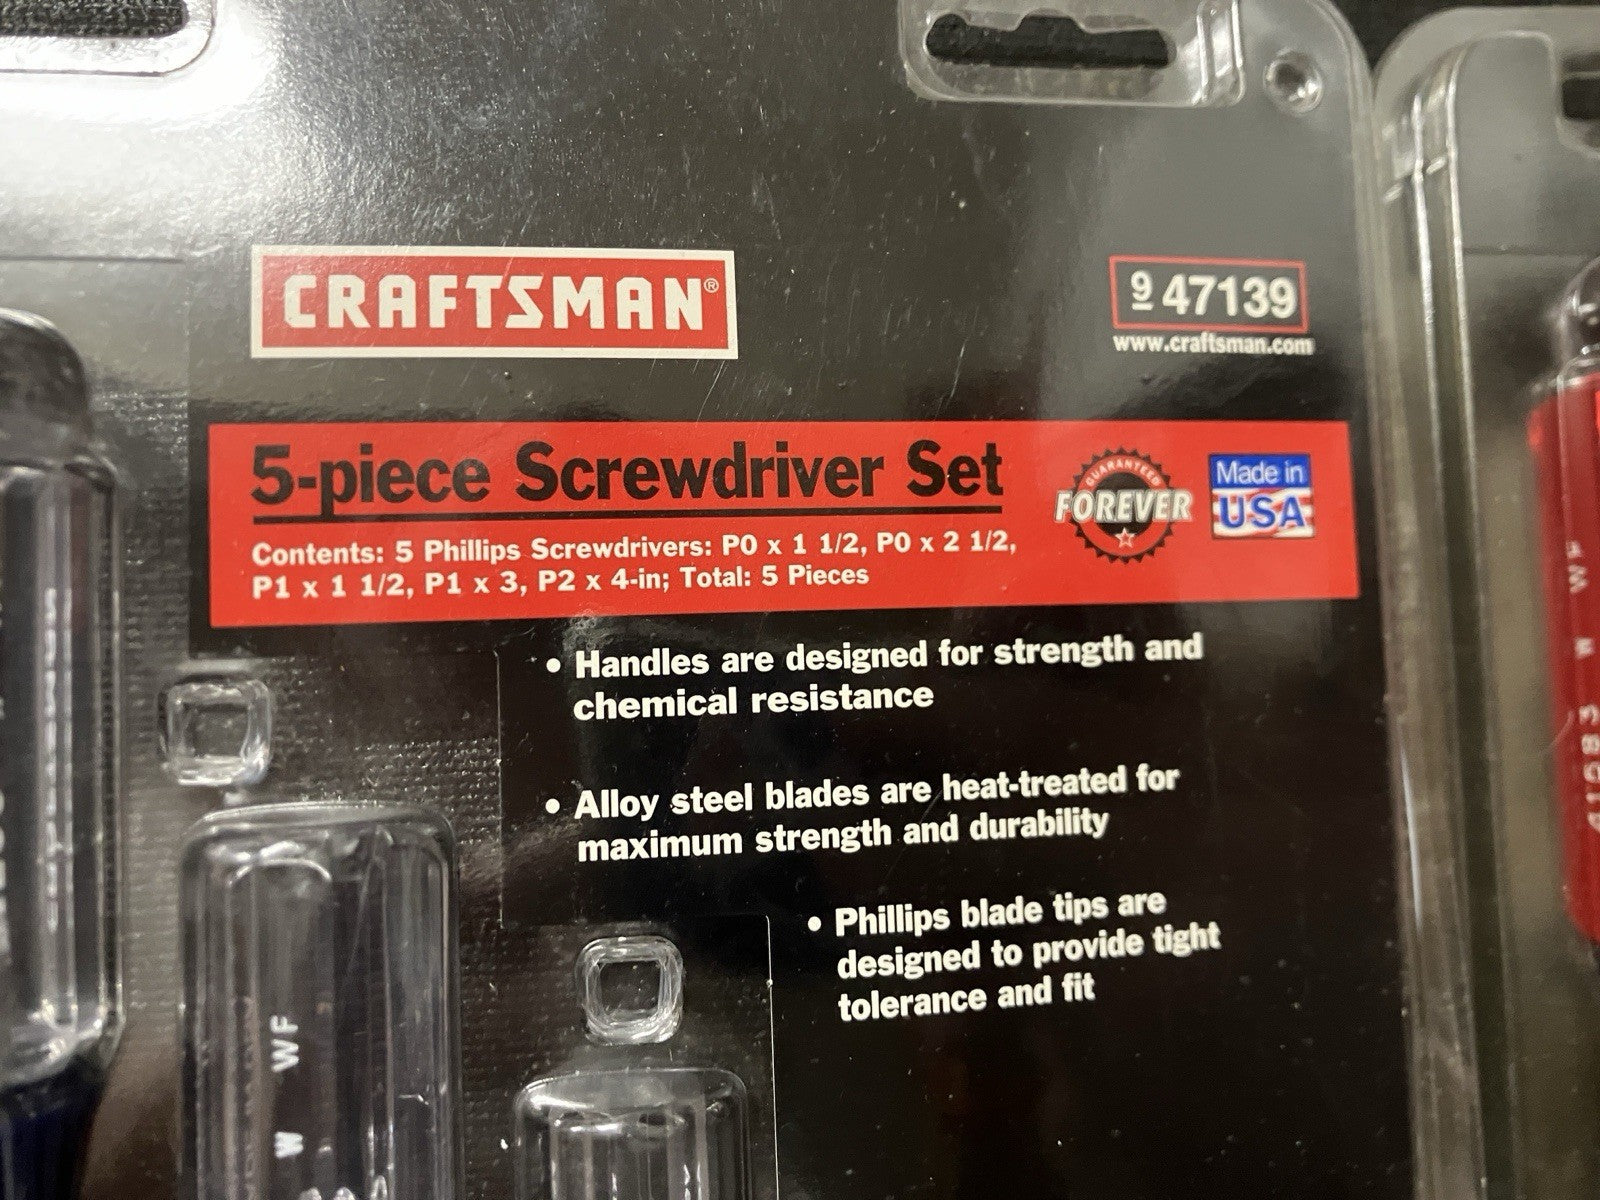 CRAFTSMAN®
9 47139
www.craftsman.com
5-piece Screwdriver Set
GUARANTEED
FOREVER
Made in
USA
Contents: 5 Phillips Screwdrivers: P0 x 1 1/2, P0 x 2 1/2,
P1 x 1 1/2, P1 x 3, P2 x 4-in; Total: 5 Pieces
• Handles are designed for strength and
chemical resistance
• Alloy steel blades are heat-treated for
maximum strength and durability
• Phillips blade tips are
designed to provide tight
tolerance and fit
W WF
41583 W